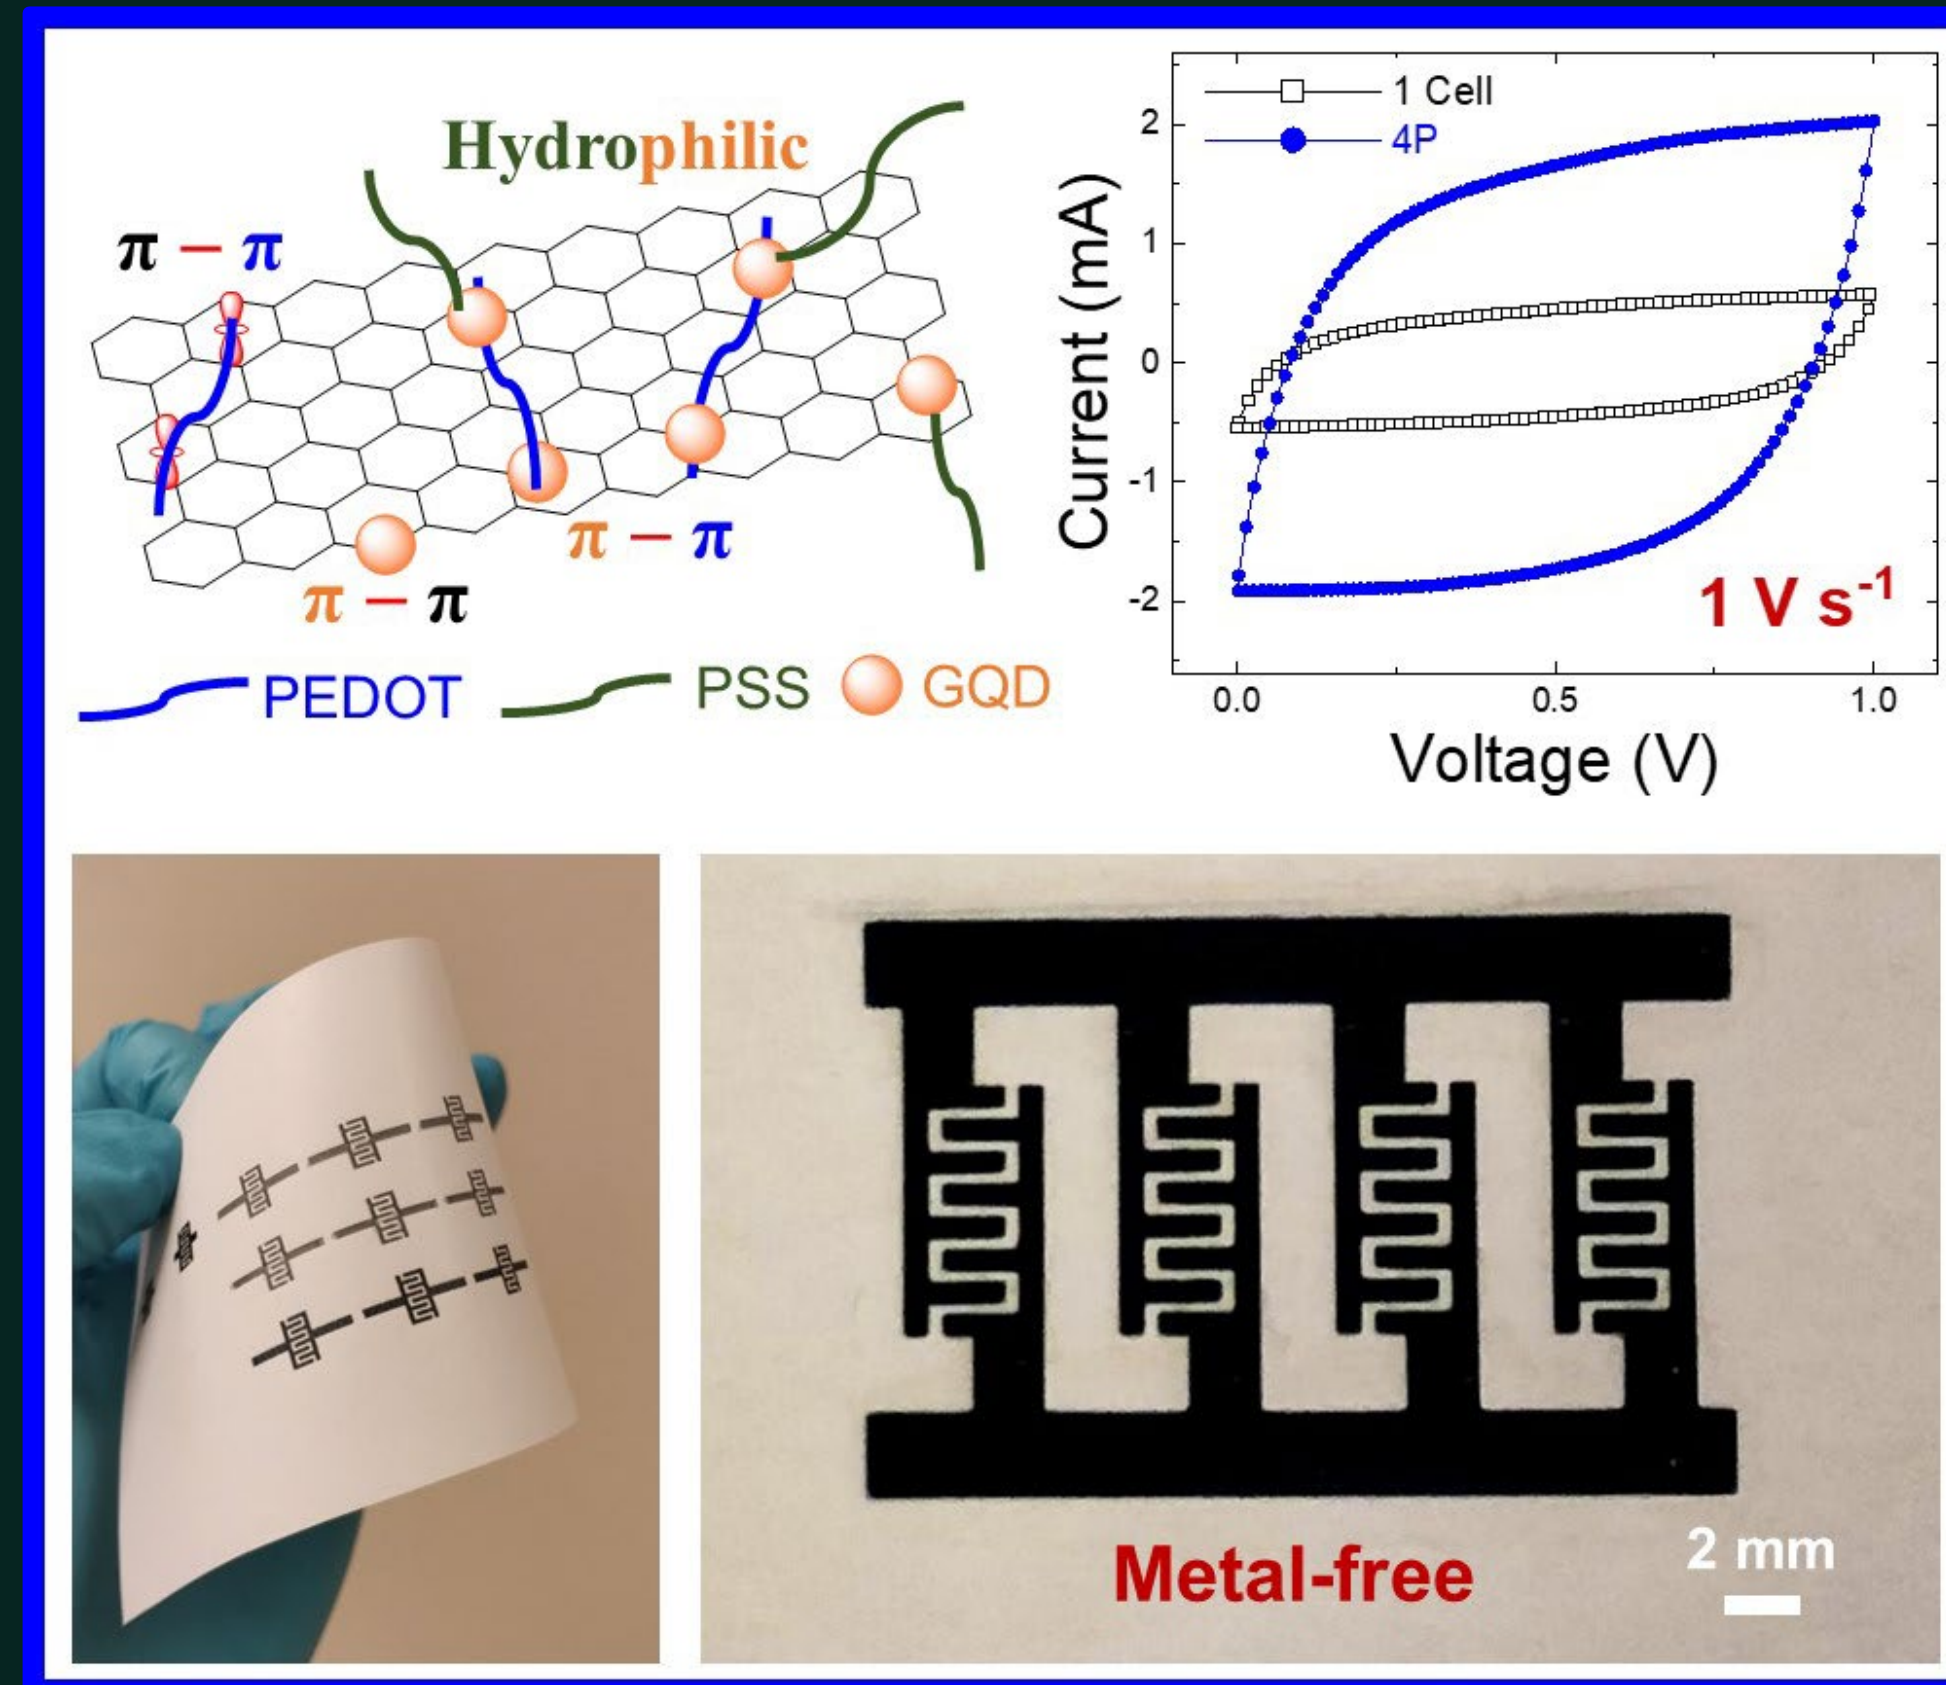 Hydrophilic
π – π
π – π
π – π
PEDOT
PSS
GQD
1 Cell
4P
2
1
0
-1
-2
Current (mA)
1 V s⁻¹
0.0
0.5
1.0
Voltage (V)
Metal-free
2 mm